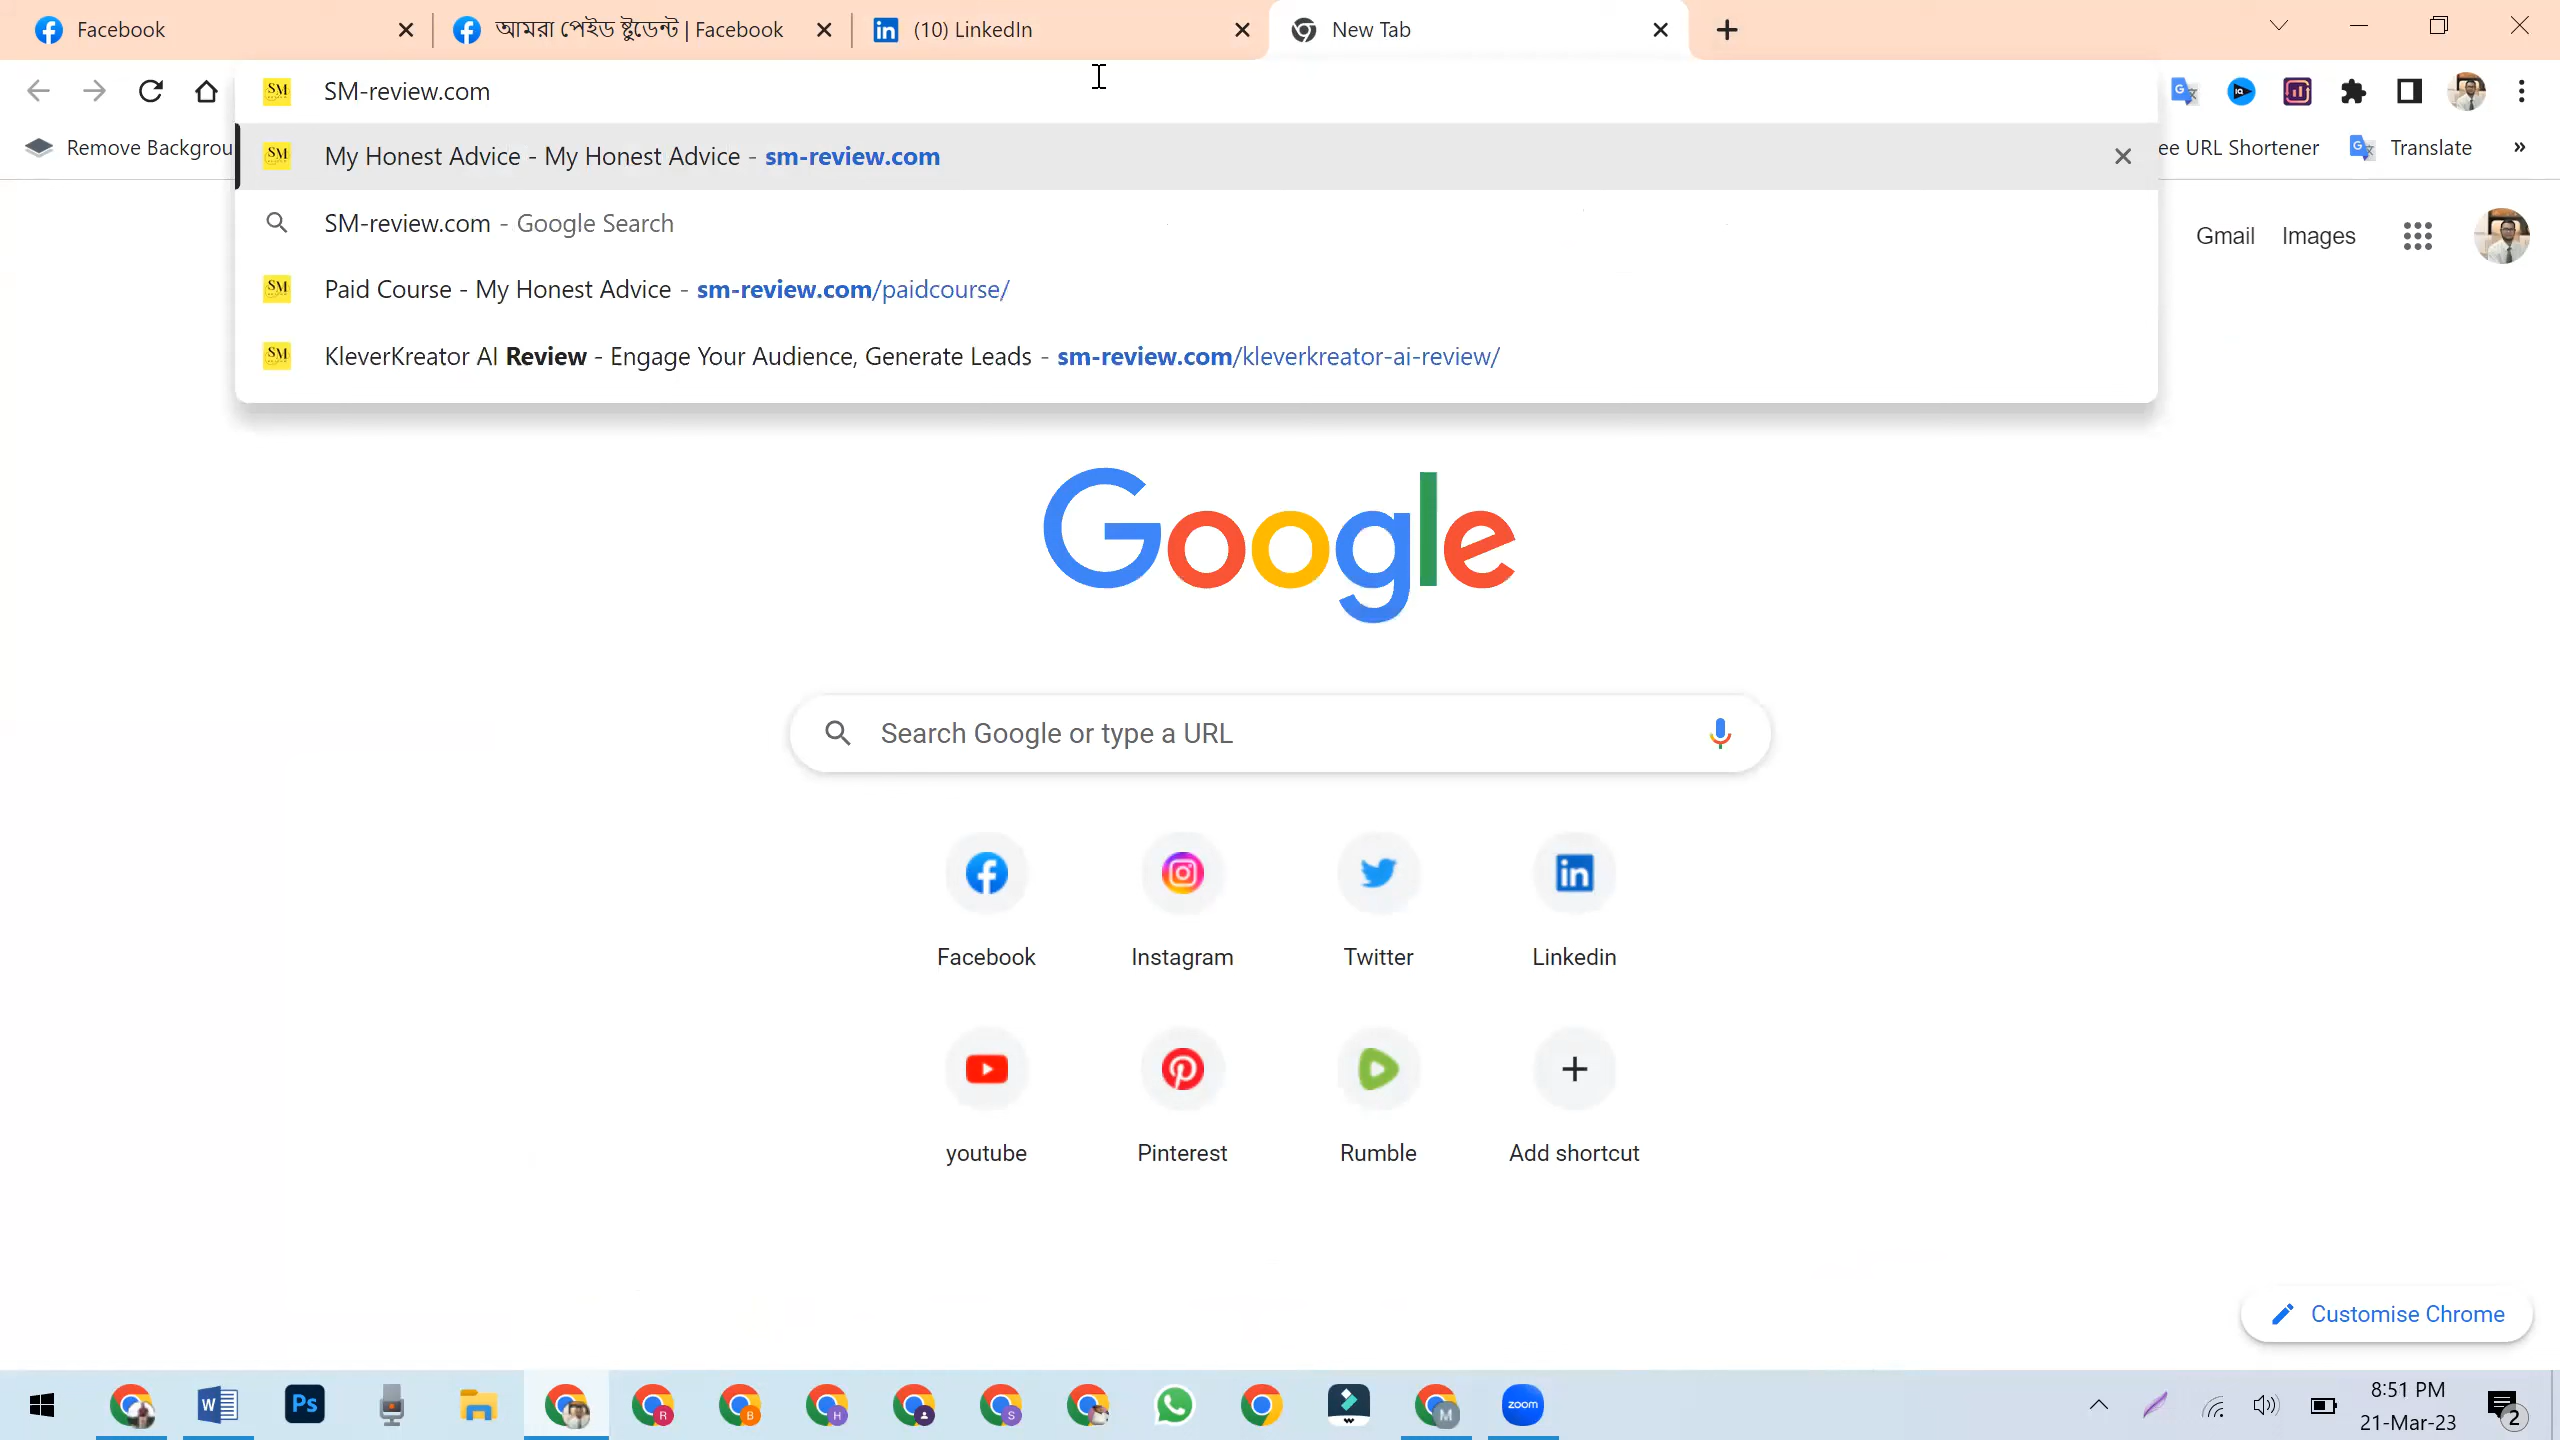 Facebook
আমরা পেইড ষ্টুডেন্ট | Facebook
(10) LinkedIn
New Tab
SM-review.com
Remove Backgrou
My Honest Advice - My Honest Advice - sm-review.com
ee URL Shortener
Translate
SM-review.com - Google Search
Gmail
Images
Paid Course - My Honest Advice - sm-review.com/paidcourse/
KleverKreator AI Review - Engage Your Audience, Generate Leads - sm-review.com/kleverkreator-ai-review/
Google
Search Google or type a URL
Facebook
Instagram
Twitter
Linkedin
youtube
Pinterest
Rumble
Add shortcut
Customise Chrome
8:51 PM
21-Mar-23
2